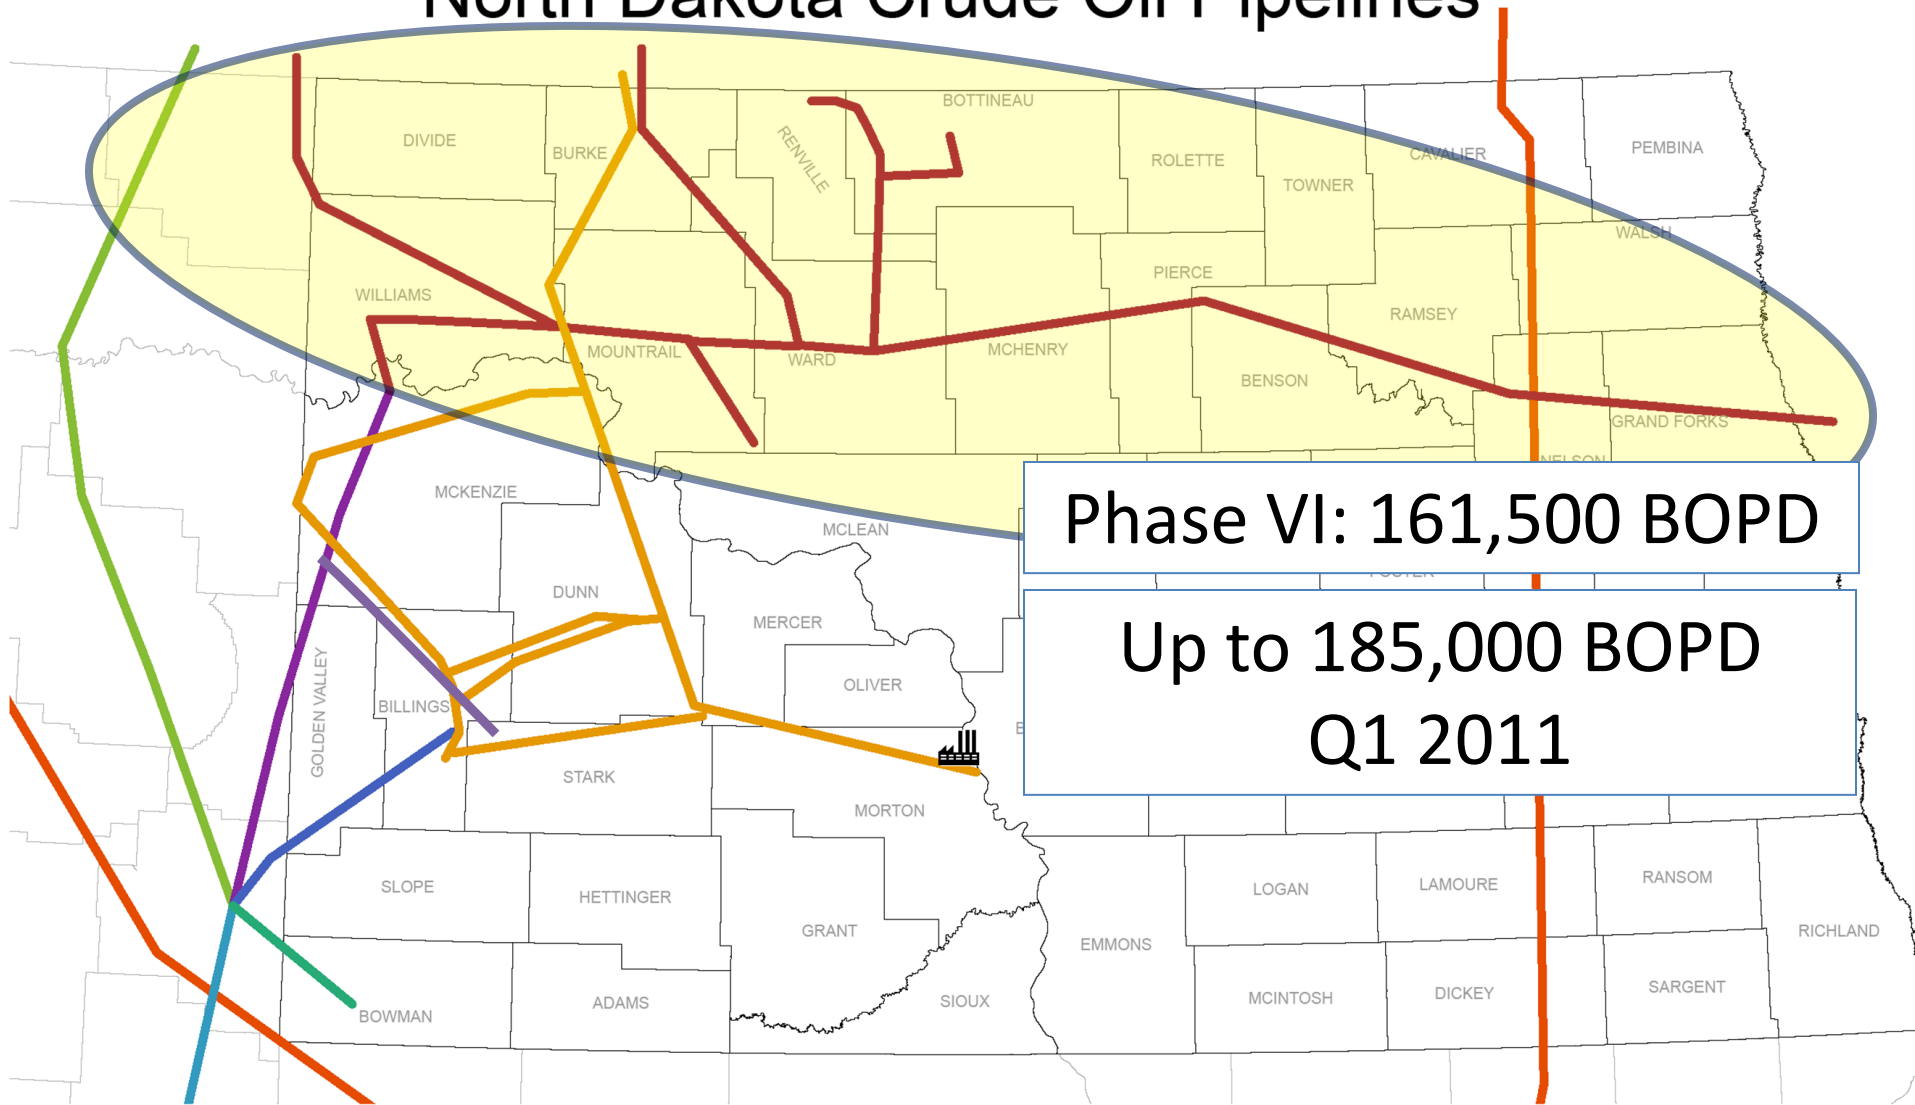 North Dakota Crude Oil Pipelines
BOTTINEAU
DIVIDE
BURKE
RENVILLE
ROLETTE
TOWNER
CAVALIER
PEMBINA
WALSH
WILLIAMS
PIERCE
RAMSEY
MOUNTRAIL
WARD
MCHENRY
BENSON
GRAND FORKS
NELSON
MCKENZIE
MCLEAN
Phase VI: 161,500 BOPD
FOSTER
DUNN
MERCER
Up to 185,000 BOPD
Q1 2011
GOLDEN VALLEY
BILLINGS
OLIVER
STARK
MORTON
SLOPE
HETTINGER
GRANT
EMMONS
LOGAN
LAMOURE
RANSOM
RICHLAND
BOWMAN
ADAMS
SIOUX
MCINTOSH
DICKEY
SARGENT